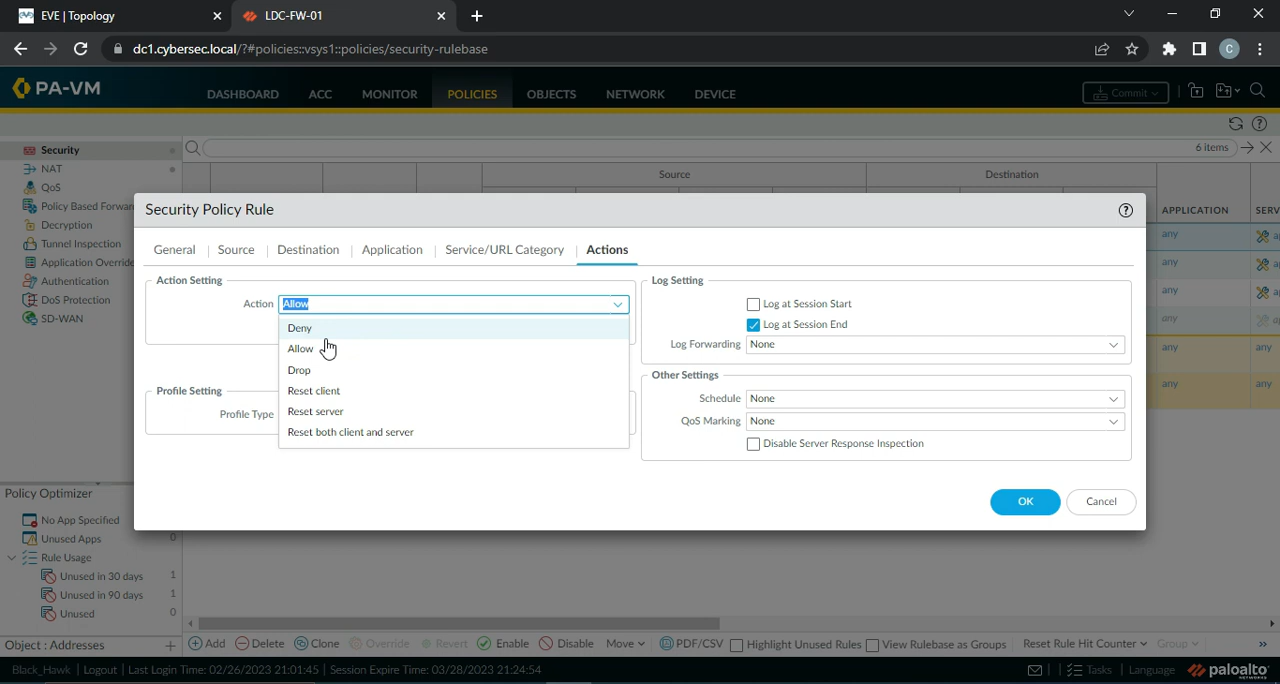 EVE | Topology
LDC-FW-01
dc1.cybersec.local/?#policies::vsys1::policies/security-rulebase
C
PA-VM
DASHBOARD ACC MONITOR POLICIES OBJECTS NETWORK DEVICE
Commit
Security
NAT
QoS
Policy Based Forwar
Decryption
Tunnel Inspection
Application Override
Authentication
DoS Protection
SD-WAN
6 items
Source Destination
APPLICATION SERV
any
any
any
any
any any
any any
Security Policy Rule
General Source Destination Application Service/URL Category Actions
Action Setting
Action Allow
Deny
Allow
Drop
Reset client
Reset server
Reset both client and server
Profile Setting
Profile Type
Log Setting
Log at Session Start
Log at Session End
Log Forwarding None
Other Settings
Schedule None
QoS Marking None
Disable Server Response Inspection
OK Cancel
Policy Optimizer
No App Specified
Unused Apps 0
Rule Usage
Unused in 30 days 1
Unused in 90 days 1
Unused 0
Object : Addresses +
Add Delete Clone Override Revert Enable Disable Move PDF/CSV Highlight Unused Rules View Rulebase as Groups Reset Rule Hit Counter Group »
Black_Hawk | Logout | Last Login Time: 02/26/2023 21:01:45 | Session Expire Time: 03/28/2023 21:24:54
Tasks | Language paloalto
NETWORKS